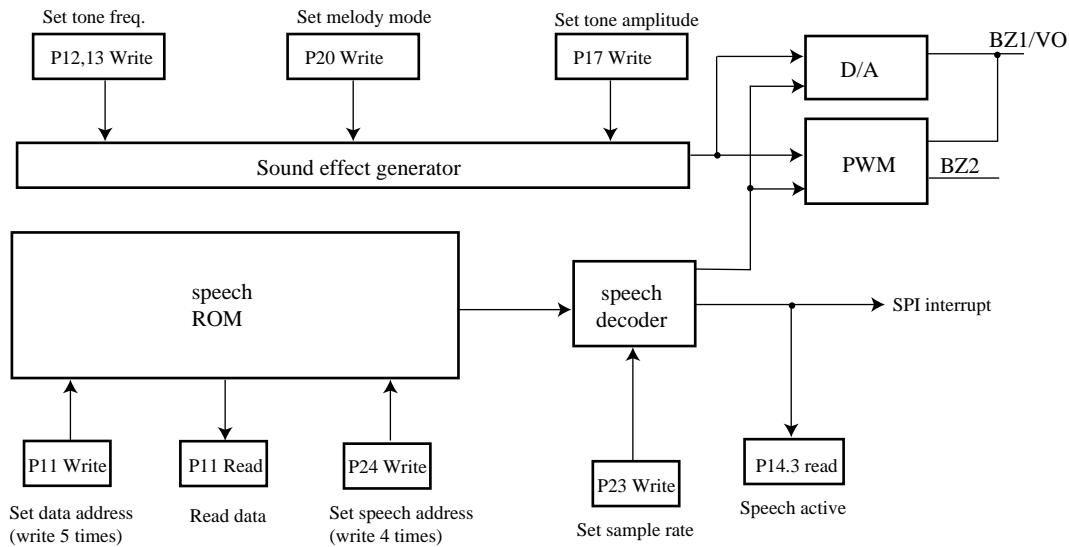 Set tone freq.
Set melody mode
Set tone amplitude
P12,13 Write
P20 Write
P17 Write
D/A
BZ1/VO
Sound effect generator
PWM
BZ2
speech
ROM
speech
decoder
SPI interrupt
P11 Write
P11 Read
P24 Write
P23 Write
P14.3 read
Set data address
(write 5 times)
Read data
Set speech address
(write 4 times)
Set sample rate
Speech active